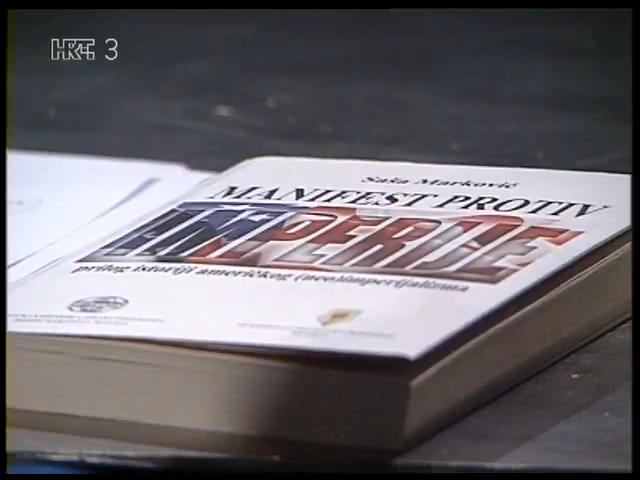 HRT 3
Saša Marković
MANIFEST PROTIV
IMPERIJE
prilog istoriji američkog (neo)imperijalizma